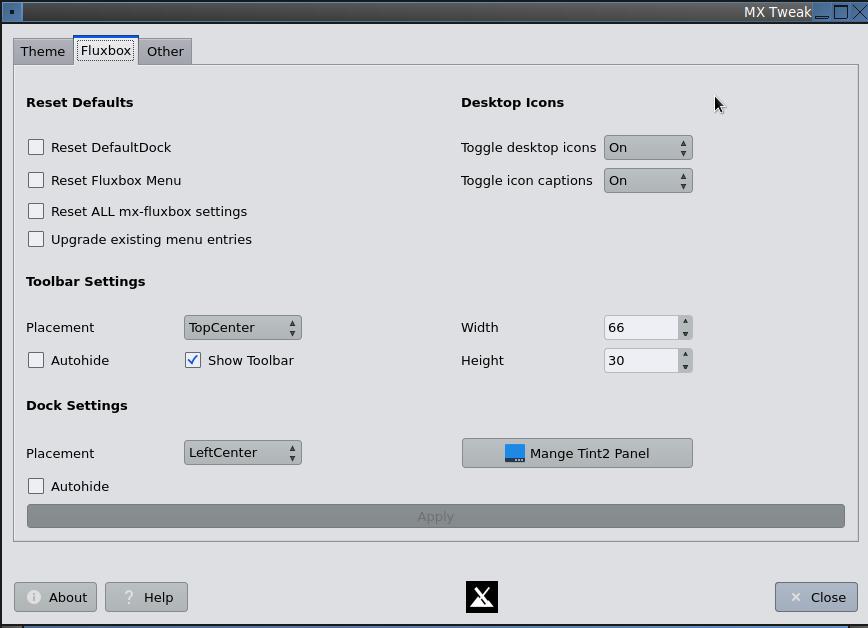 MX Tweak
Theme Fluxbox Other
Reset Defaults Desktop Icons
Reset DefaultDock Toggle desktop icons On
Reset Fluxbox Menu Toggle icon captions On
Reset ALL mx-fluxbox settings
Upgrade existing menu entries
Toolbar Settings
Placement TopCenter Width 66
Autohide Show Toolbar Height 30
Dock Settings
Placement LeftCenter Mange Tint2 Panel
Autohide
Apply
About Help Close